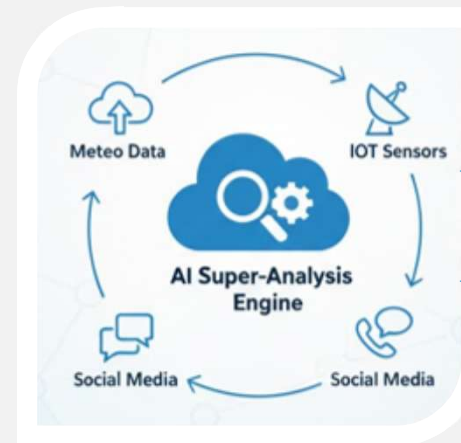 Meteo Data
IOT Sensors
AI Super-Analysis
Engine
Social Media
Social Media